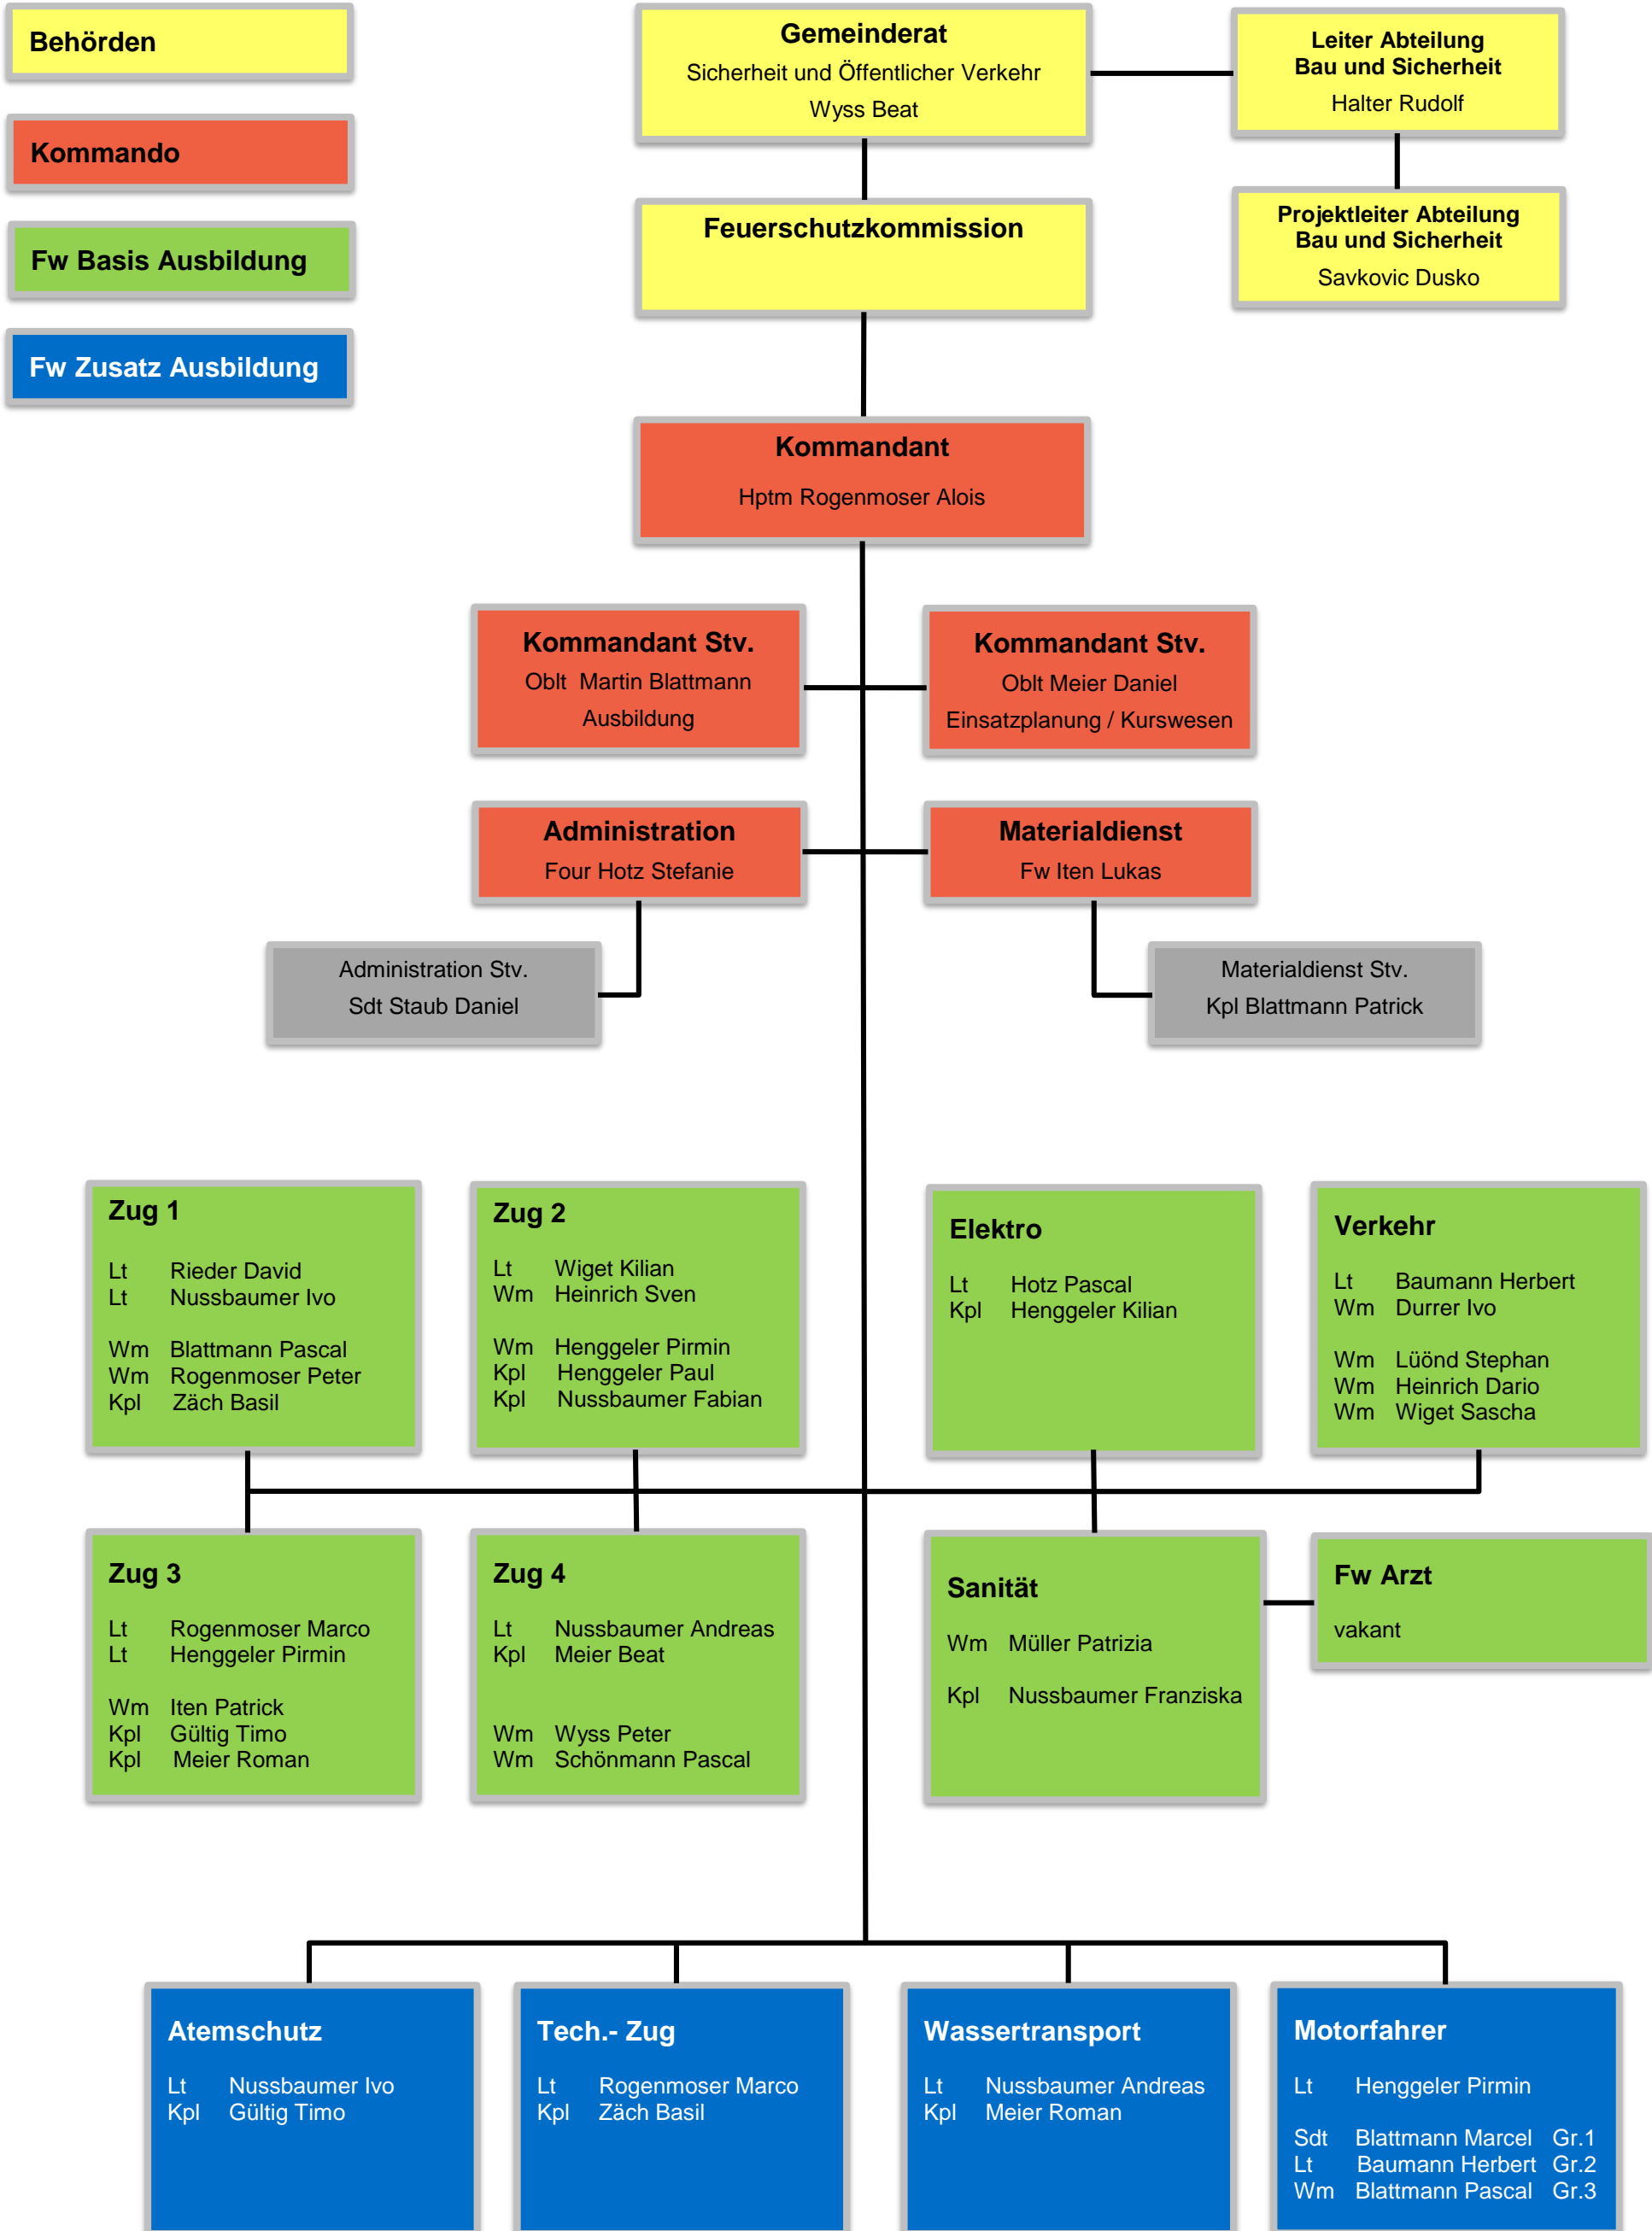 Behörden
Kommando
Fw Basis Ausbildung
Fw Zusatz Ausbildung
Gemeinderat
Sicherheit und Öffentlicher Verkehr
Wyss Beat
Leiter Abteilung
Bau und Sicherheit
Halter Rudolf
Feuerschutzkommission
Projektleiter Abteilung
Bau und Sicherheit
Savkovic Dusko
Kommandant
Hptm Rogenmoser Alois
Kommandant Stv.
Oblt Martin Blattmann
Ausbildung
Kommandant Stv.
Oblt Meier Daniel
Einsatzplanung / Kurswesen
Administration
Four Hotz Stefanie
Materialdienst
Fw Iten Lukas
Administration Stv.
Sdt Staub Daniel
Materialdienst Stv.
Kpl Blattmann Patrick
Zug 1
Lt Rieder David
Lt Nussbaumer Ivo
Wm Blattmann Pascal
Wm Rogenmoser Peter
Kpl Zäch Basil
Zug 2
Lt Wiget Kilian
Wm Heinrich Sven
Wm Henggeler Pirmin
Kpl Henggeler Paul
Kpl Nussbaumer Fabian
Elektro
Lt Hotz Pascal
Kpl Henggeler Kilian
Verkehr
Lt Baumann Herbert
Wm Durrer Ivo
Wm Lüönd Stephan
Wm Heinrich Dario
Wm Wiget Sascha
Zug 3
Lt Rogenmoser Marco
Lt Henggeler Pirmin
Wm Iten Patrick
Kpl Gültig Timo
Kpl Meier Roman
Zug 4
Lt Nussbaumer Andreas
Kpl Meier Beat
Wm Wyss Peter
Wm Schönmann Pascal
Sanität
Wm Müller Patrizia
Kpl Nussbaumer Franziska
Fw Arzt
vakant
Atemschutz
Lt Nussbaumer Ivo
Kpl Gültig Timo
Tech.- Zug
Lt Rogenmoser Marco
Kpl Zäch Basil
Wassertransport
Lt Nussbaumer Andreas
Kpl Meier Roman
Motorfahrer
Lt Henggeler Pirmin
Sdt Blattmann Marcel Gr.1
Lt Baumann Herbert Gr.2
Wm Blattmann Pascal Gr.3